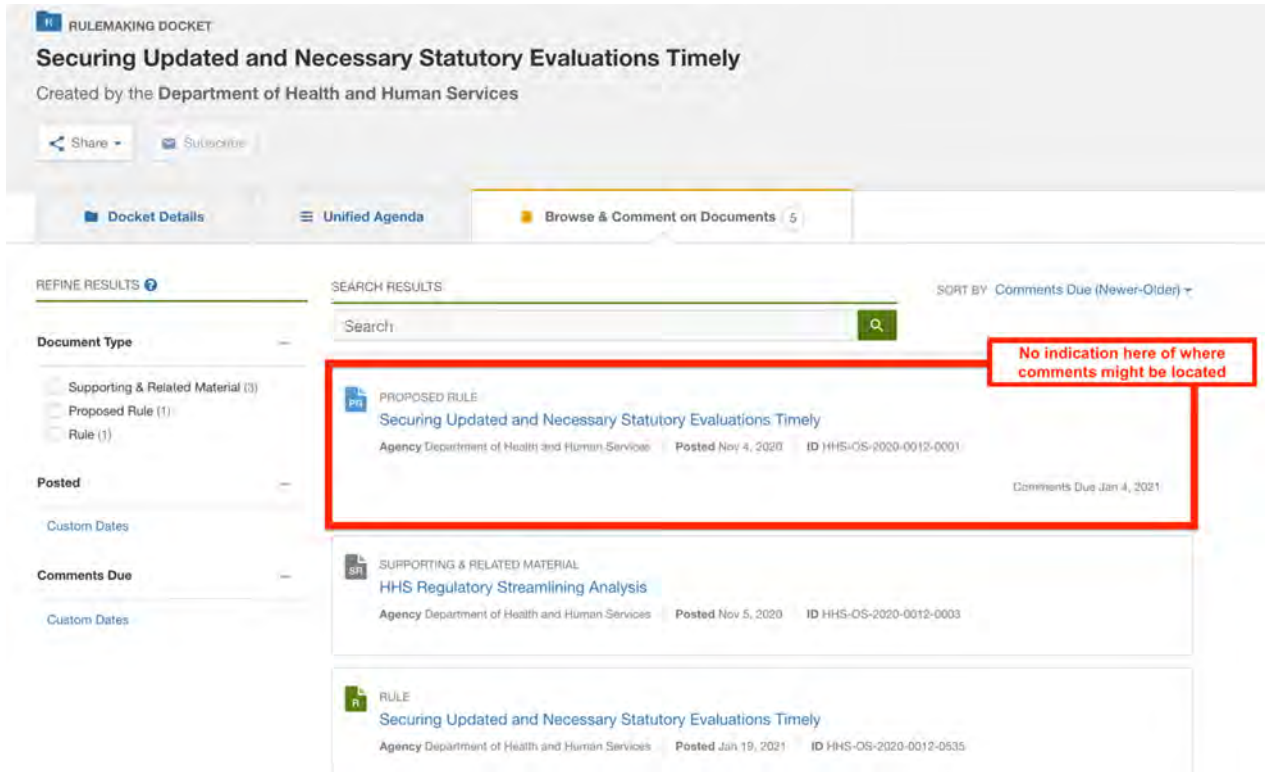 RULEMAKING DOCKET
Securing Updated and Necessary Statutory Evaluations Timely
Created by the Department of Health and Human Services
Share Subscribe
Docket Details Unified Agenda Browse & Comment on Documents 5
REFINE RESULTS ?
SEARCH RESULTS
SORT BY Comments Due (Newer-Older)
Search
Document Type
No indication here of where
comments might be located
Supporting & Related Material (3)
Proposed Rule (1)
Rule (1)
PR
PROPOSED RULE
Securing Updated and Necessary Statutory Evaluations Timely
Agency Department of Health and Human Services Posted Nov 4, 2020 ID HHS-OS-2020-0012-0001
Comments Due Jan 4, 2021
Posted
Custom Dates
Comments Due
Custom Dates
SR
SUPPORTING & RELATED MATERIAL
HHS Regulatory Streamlining Analysis
Agency Department of Health and Human Services Posted Nov 5, 2020 ID HHS-OS-2020-0012-0003
R
RULE
Securing Updated and Necessary Statutory Evaluations Timely
Agency Department of Health and Human Services Posted Jan 19, 2021 ID HHS-OS-2020-0012-0535